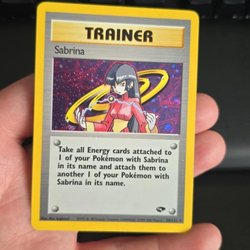 TRAINER
Sabrina
Take all Energy cards attached to
1 of your Pokémon with Sabrina
in its name and attach them to
another 1 of your Pokémon with
Sabrina in its name.